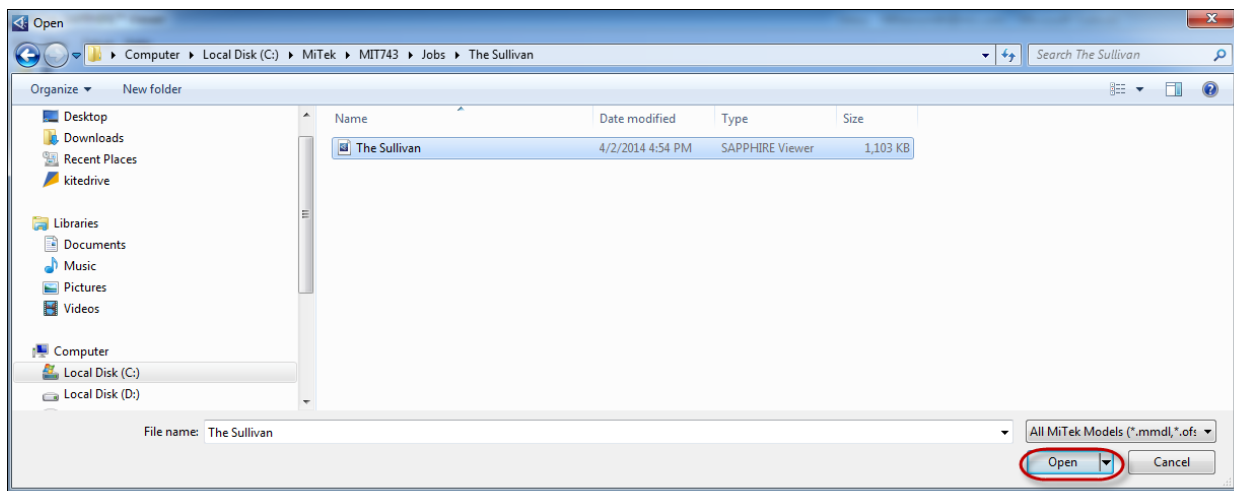 Open
Computer ▸ Local Disk (C:) ▸ MiTek ▸ MIT743 ▸ Jobs ▸ The Sullivan
Search The Sullivan
Organize New folder
Desktop
Downloads
Recent Places
kitedrive
Libraries
Documents
Music
Pictures
Videos
Computer
Local Disk (C:)
Local Disk (D:)
Name Date modified Type Size
The Sullivan 4/2/2014 4:54 PM SAPPHIRE Viewer 1,103 KB
File name: The Sullivan
All MiTek Models (*.mmdl,*.ofs
Open Cancel